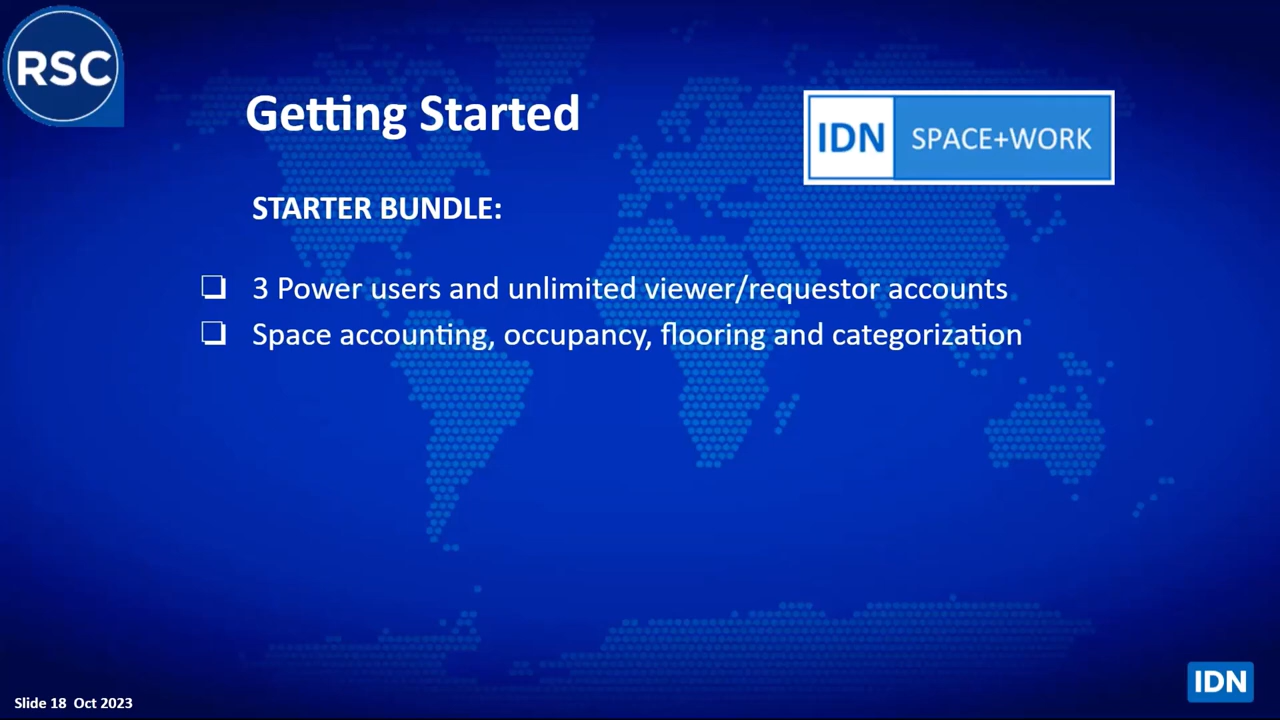 RSC
Getting Started
IDN SPACE+WORK
STARTER BUNDLE:
❏ 3 Power users and unlimited viewer/requestor accounts
❏ Space accounting, occupancy, flooring and categorization
IDN
Slide 18 Oct 2023